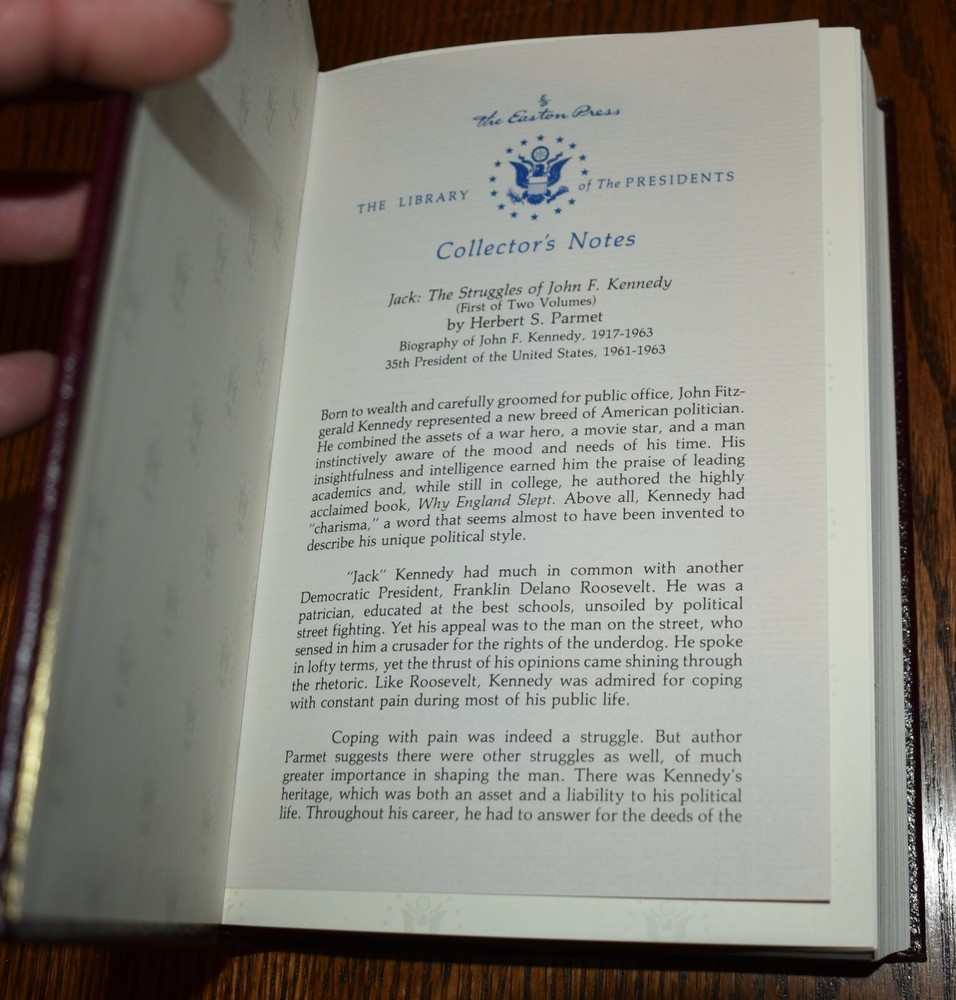 The Easton Press
THE LIBRARY of The PRESIDENTS
Collector's Notes
Jack: The Struggles of John F. Kennedy
(First of Two Volumes)
by Herbert S. Parmet
Biography of John F. Kennedy, 1917-1963
35th President of the United States, 1961-1963
Born to wealth and carefully groomed for public office, John Fitz-
gerald Kennedy represented a new breed of American politician.
He combined the assets of a war hero, a movie star, and a man
instinctively aware of the mood and needs of his time. His
insightfulness and intelligence earned him the praise of leading
academics and, while still in college, he authored the highly
acclaimed book, Why England Slept. Above all, Kennedy had
"charisma," a word that seems almost to have been invented to
describe his unique political style.
"Jack" Kennedy had much in common with another
Democratic President, Franklin Delano Roosevelt. He was a
patrician, educated at the best schools, unsoiled by political
street fighting. Yet his appeal was to the man on the street, who
sensed in him a crusader for the rights of the underdog. He spoke
in lofty terms, yet the thrust of his opinions came shining through
the rhetoric. Like Roosevelt, Kennedy was admired for coping
with constant pain during most of his public life.
Coping with pain was indeed a struggle. But author
Parmet suggests there were other struggles as well, of much
greater importance in shaping the man. There was Kennedy's
heritage, which was both an asset and a liability to his political
life. Throughout his career, he had to answer for the deeds of the